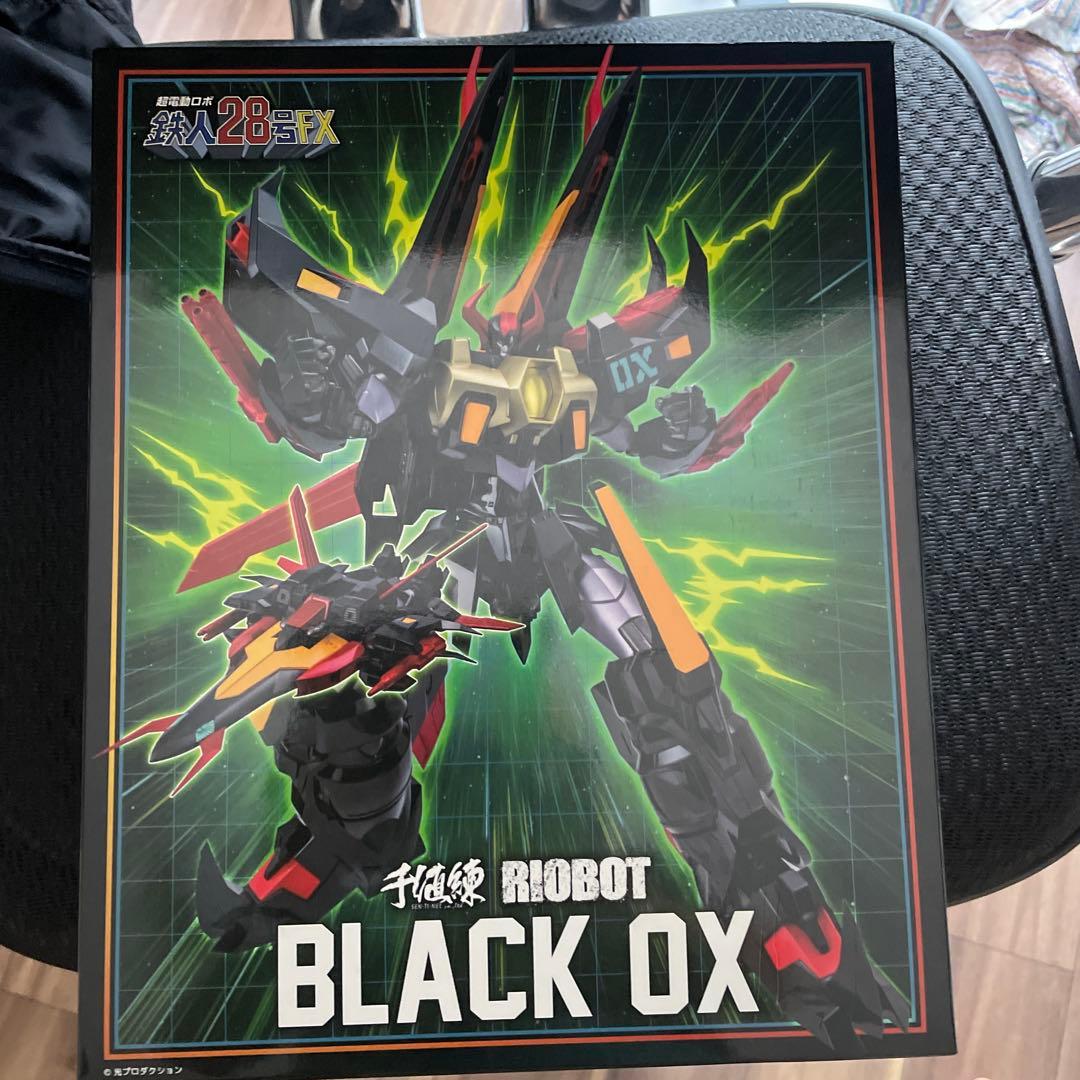 超電動ロボ
鉄人28号FX
OX
千値練 RIOBOT
SEN-TI-NEL
BLACK OX
© 光プロダクション